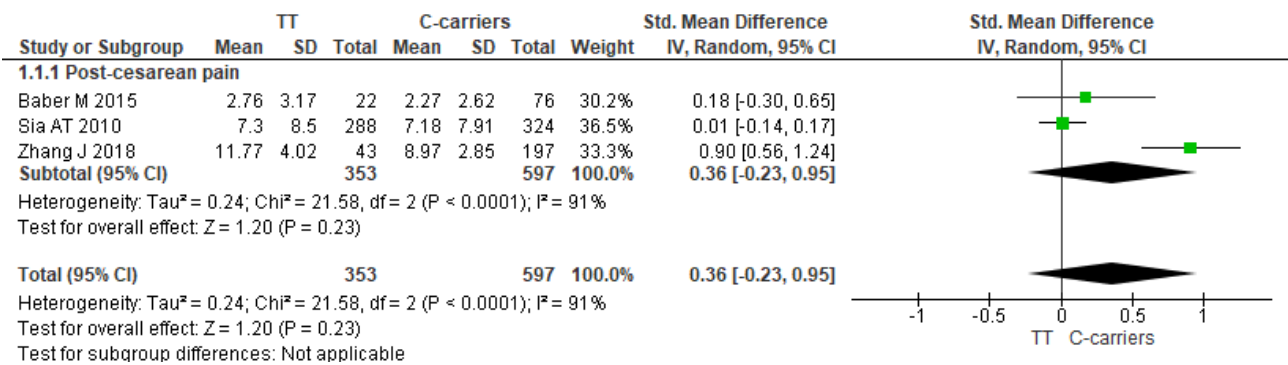 TT C-carriers Std. Mean Difference Std. Mean Difference
Study or Subgroup Mean SD Total Mean SD Total Weight IV, Random, 95% CI IV, Random, 95% CI
1.1.1 Post-cesarean pain
Baber M 2015 2.76 3.17 22 2.27 2.62 76 30.2% 0.18 [-0.30, 0.65]
Sia AT 2010 7.3 8.5 288 7.18 7.91 324 36.5% 0.01 [-0.14, 0.17]
Zhang J 2018 11.77 4.02 43 8.97 2.85 197 33.3% 0.90 [0.56, 1.24]
Subtotal (95% CI) 353 597 100.0% 0.36 [-0.23, 0.95]
Heterogeneity: Tau² = 0.24; Chi² = 21.58, df = 2 (P < 0.0001); I² = 91%
Test for overall effect: Z = 1.20 (P = 0.23)
Total (95% CI) 353 597 100.0% 0.36 [-0.23, 0.95]
Heterogeneity: Tau² = 0.24; Chi² = 21.58, df = 2 (P < 0.0001); I² = 91%
Test for overall effect: Z = 1.20 (P = 0.23)
Test for subgroup differences: Not applicable
-1 -0.5 0 0.5 1
TT C-carriers